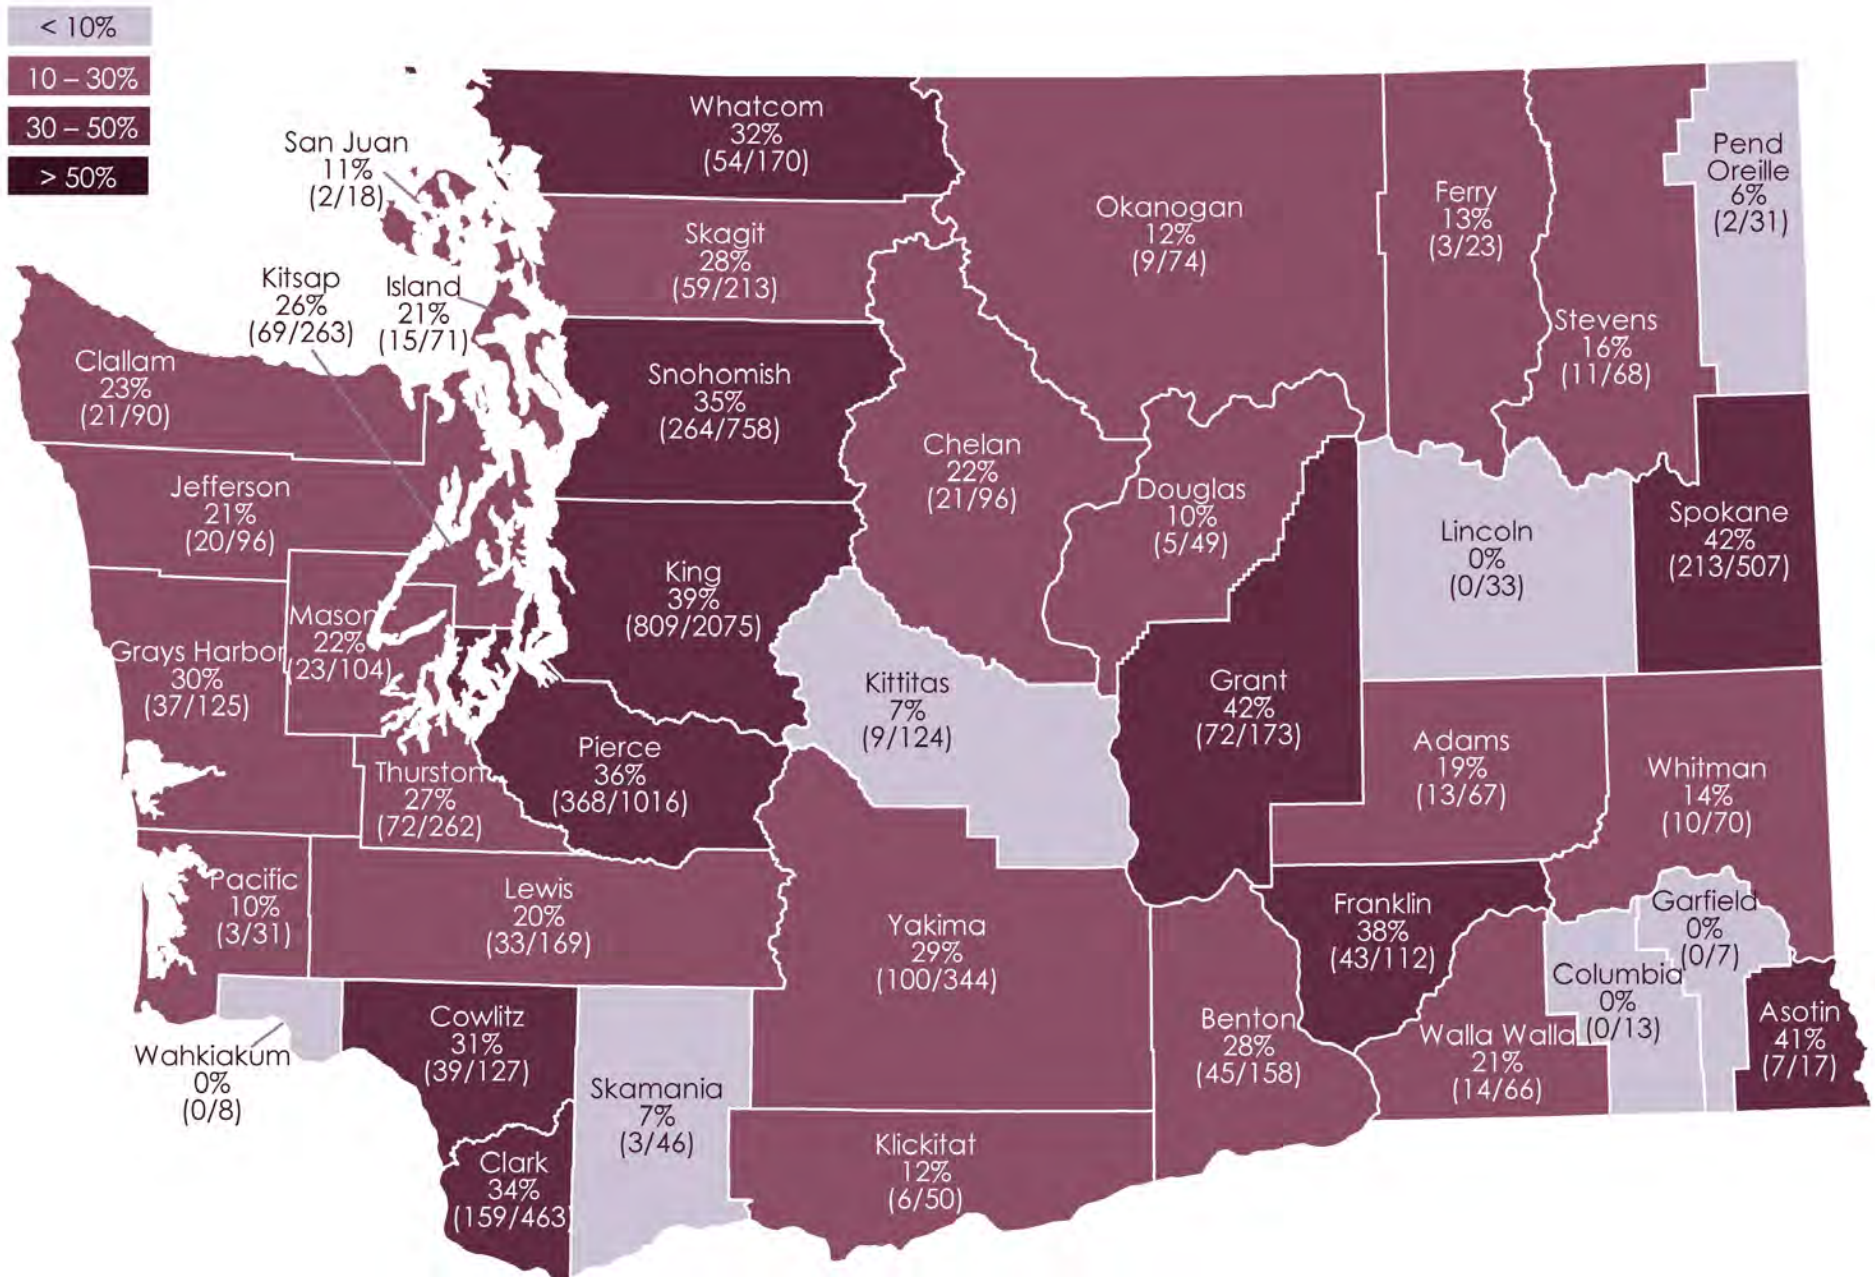 < 10%
10 – 30%
30 – 50%
> 50%
Whatcom
32%
(54/170)
San Juan
11%
(2/18)
Skagit
28%
(59/213)
Okanogan
12%
(9/74)
Ferry
13%
(3/23)
Pend
Oreille
6%
(2/31)
Stevens
16%
(11/68)
Kitsap
26%
(69/263)
Island
21%
(15/71)
Clallam
23%
(21/90)
Snohomish
35%
(264/758)
Chelan
22%
(21/96)
Jefferson
21%
(20/96)
Douglas
10%
(5/49)
Lincoln
0%
(0/33)
Spokane
42%
(213/507)
King
39%
(809/2075)
Mason
22%
(23/104)
Grays Harbor
30%
(37/125)
Kittitas
7%
(9/124)
Grant
42%
(72/173)
Pierce
36%
(368/1016)
Thurston
27%
(72/262)
Adams
19%
(13/67)
Whitman
14%
(10/70)
Pacific
10%
(3/31)
Lewis
20%
(33/169)
Yakima
29%
(100/344)
Franklin
38%
(43/112)
Garfield
0%
(0/7)
Columbia
0%
(0/13)
Asotin
41%
(7/17)
Wahkiakum
0%
(0/8)
Cowlitz
31%
(39/127)
Skamania
7%
(3/46)
Benton
28%
(45/158)
Walla Walla
21%
(14/66)
Clark
34%
(159/463)
Klickitat
12%
(6/50)